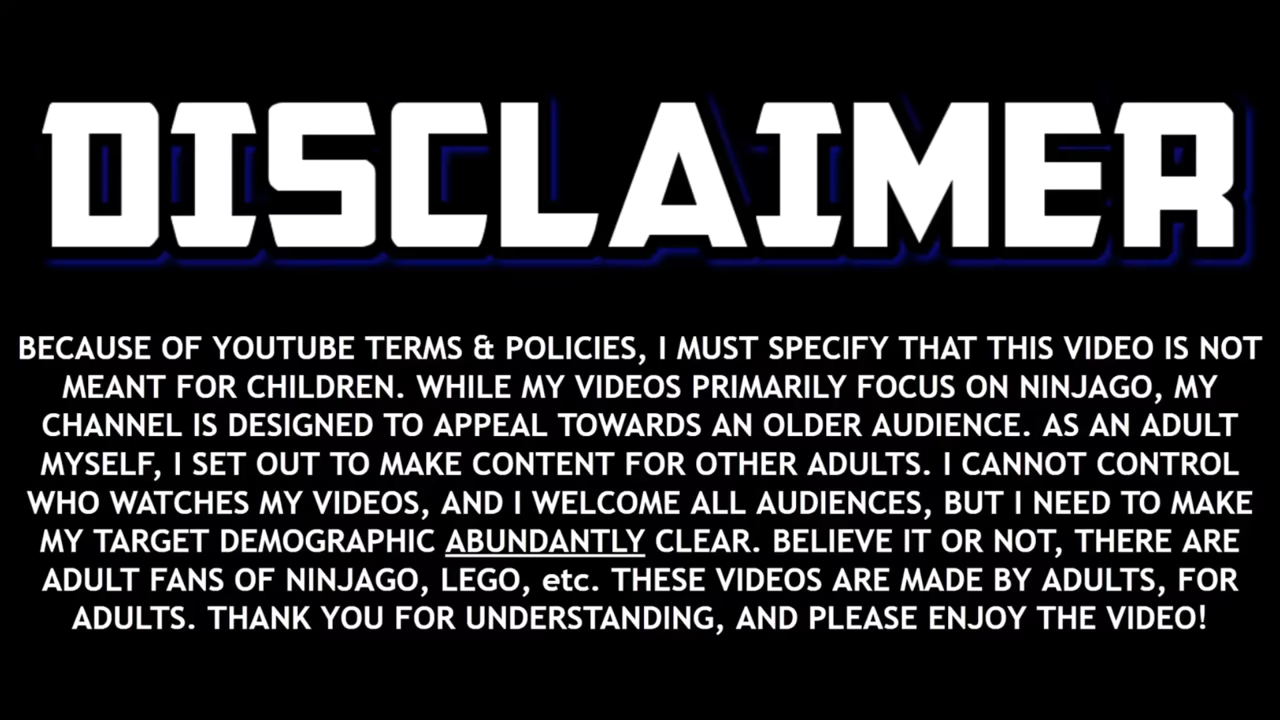 DISCLAIMER
BECAUSE OF YOUTUBE TERMS & POLICIES, I MUST SPECIFY THAT THIS VIDEO IS NOT
MEANT FOR CHILDREN. WHILE MY VIDEOS PRIMARILY FOCUS ON NINJAGO, MY
CHANNEL IS DESIGNED TO APPEAL TOWARDS AN OLDER AUDIENCE. AS AN ADULT
MYSELF, I SET OUT TO MAKE CONTENT FOR OTHER ADULTS. I CANNOT CONTROL
WHO WATCHES MY VIDEOS, AND I WELCOME ALL AUDIENCES, BUT I NEED TO MAKE
MY TARGET DEMOGRAPHIC ABUNDANTLY CLEAR. BELIEVE IT OR NOT, THERE ARE
ADULT FANS OF NINJAGO, LEGO, etc. THESE VIDEOS ARE MADE BY ADULTS, FOR
ADULTS. THANK YOU FOR UNDERSTANDING, AND PLEASE ENJOY THE VIDEO!